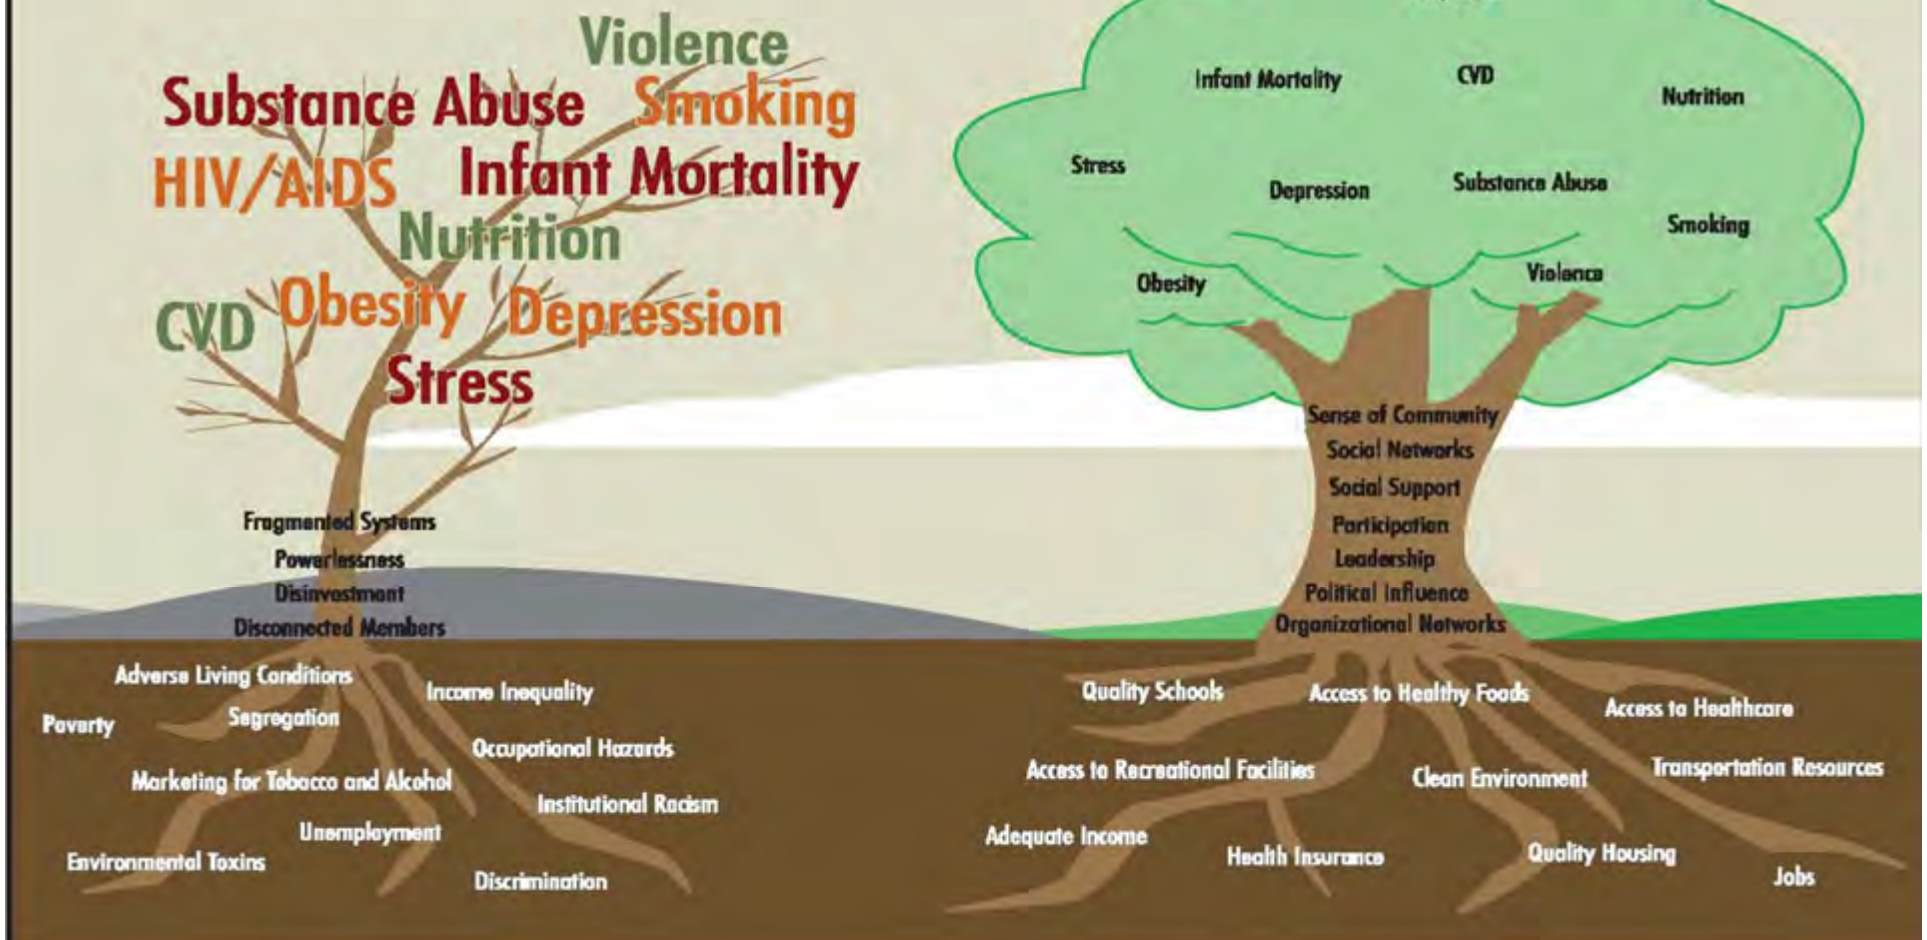 Violence
Substance Abuse
Smoking
HIV/AIDS
Infant Mortality
Nutrition
CVD
Obesity
Depression
Stress
Fragmented Systems
Powerlessness
Disinvestment
Disconnected Members
Adverse Living Conditions
Income Inequality
Poverty
Segregation
Occupational Hazards
Marketing for Tobacco and Alcohol
Institutional Racism
Unemployment
Environmental Toxins
Discrimination
Infant Mortality
CVD
Nutrition
Stress
Depression
Substance Abuse
Smoking
Obesity
Violence
Sense of Community
Social Networks
Social Support
Participation
Leadership
Political Influence
Organizational Networks
Quality Schools
Access to Healthy Foods
Access to Healthcare
Access to Recreational Facilities
Clean Environment
Transportation Resources
Adequate Income
Health Insurance
Quality Housing
Jobs